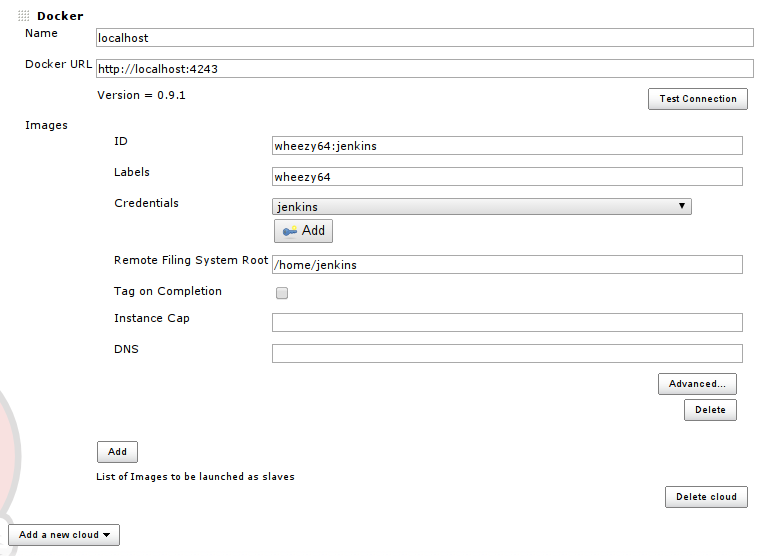 Docker
Name localhost
Docker URL http://localhost:4243
Version = 0.9.1 Test Connection
Images
ID wheezy64:jenkins
Labels wheezy64
Credentials jenkins
Add
Remote Filing System Root /home/jenkins
Tag on Completion
Instance Cap
DNS
Advanced...
Delete
Add
List of Images to be launched as slaves
Delete cloud
Add a new cloud